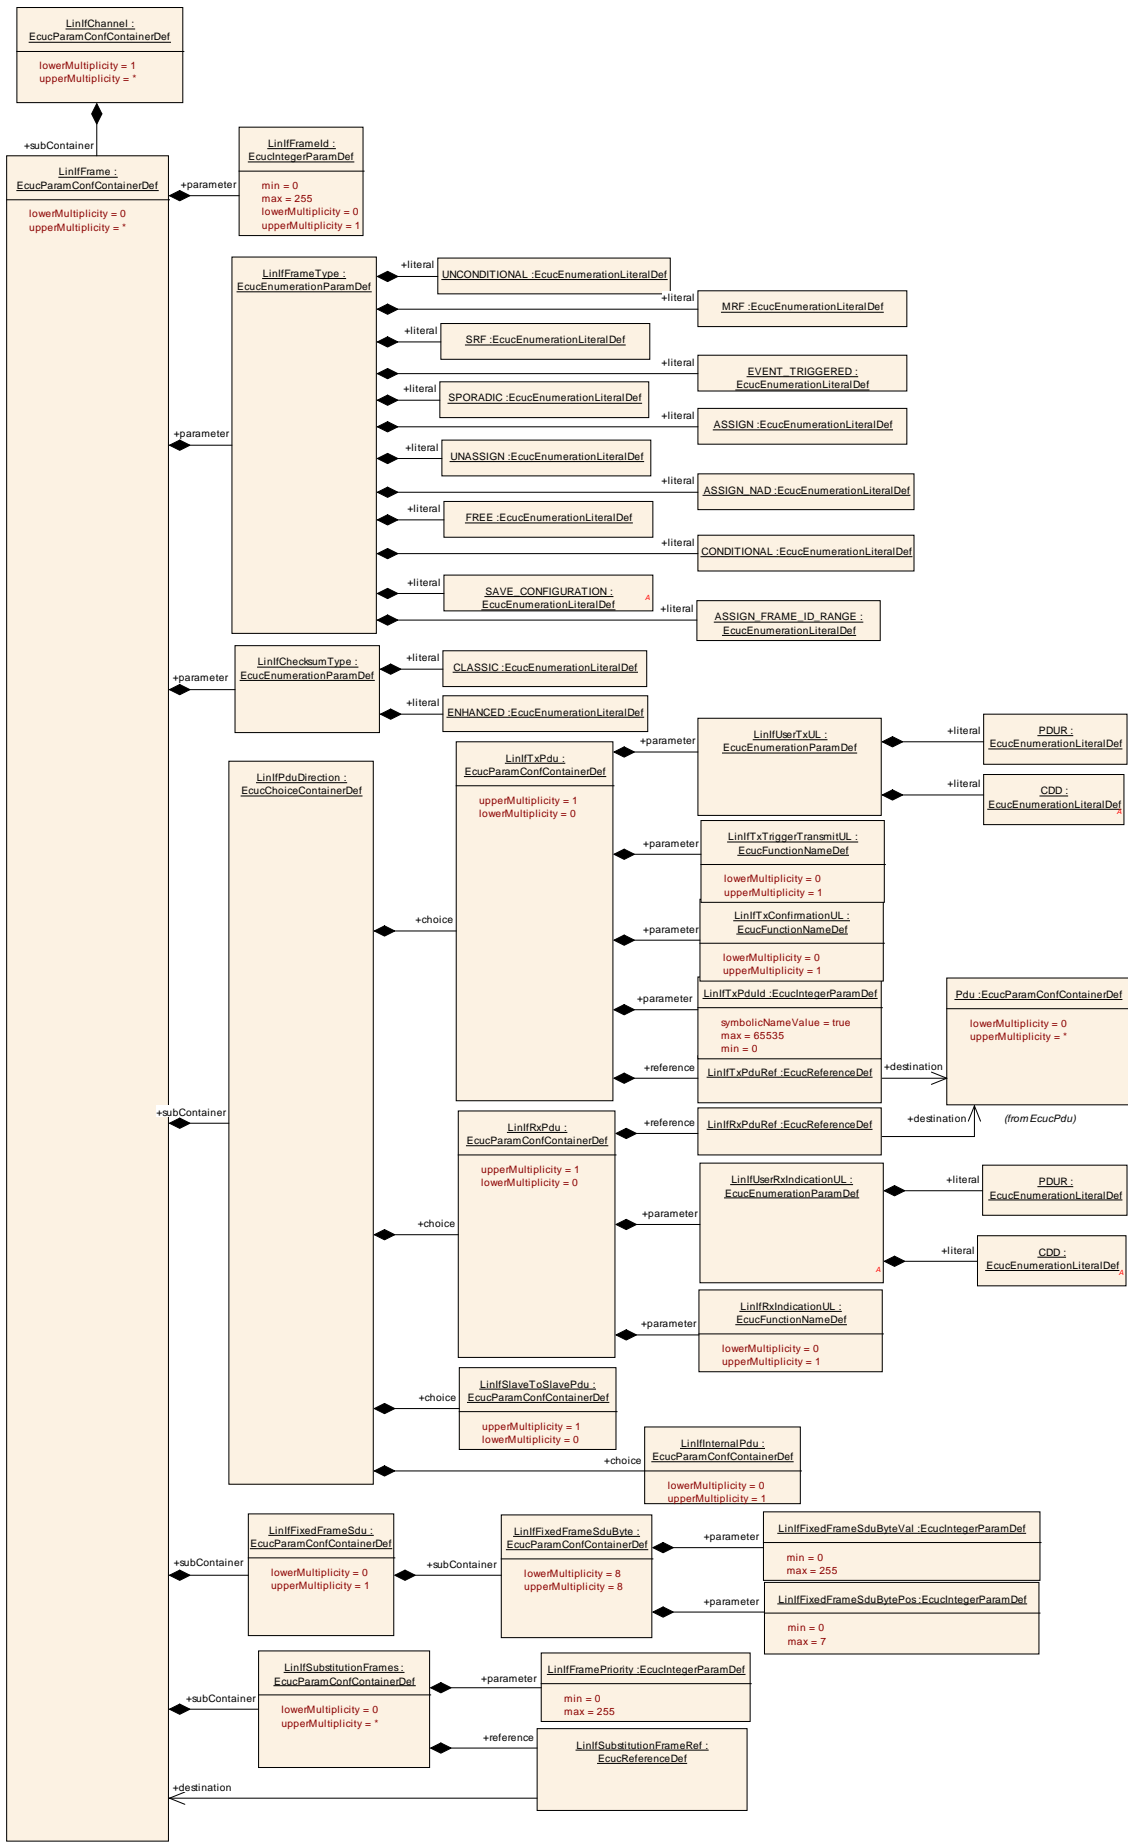 LinIfChannel :
EcucParamConfContainerDef
lowerMultiplicity = 1
upperMultiplicity = *
+subContainer
LinIfFrame :
EcucParamConfContainerDef
lowerMultiplicity = 0
upperMultiplicity = *
+parameter
LinIfFrameId :
EcucIntegerParamDef
min = 0
max = 255
lowerMultiplicity = 0
upperMultiplicity = 1
+parameter
LinIfFrameType :
EcucEnumerationParamDef
+literal
UNCONDITIONAL :EcucEnumerationLiteralDef
+literal
MRF :EcucEnumerationLiteralDef
+literal
SRF :EcucEnumerationLiteralDef
+literal
EVENT_TRIGGERED :
EcucEnumerationLiteralDef
+literal
SPORADIC :EcucEnumerationLiteralDef
+literal
ASSIGN :EcucEnumerationLiteralDef
+literal
UNASSIGN :EcucEnumerationLiteralDef
+literal
ASSIGN_NAD :EcucEnumerationLiteralDef
+literal
FREE :EcucEnumerationLiteralDef
+literal
CONDITIONAL :EcucEnumerationLiteralDef
+literal
SAVE_CONFIGURATION :
EcucEnumerationLiteralDef
A
+literal
ASSIGN_FRAME_ID_RANGE :
EcucEnumerationLiteralDef
+parameter
LinIfChecksumType :
EcucEnumerationParamDef
+literal
CLASSIC :EcucEnumerationLiteralDef
+literal
ENHANCED :EcucEnumerationLiteralDef
+subContainer
LinIfPduDirection :
EcucChoiceContainerDef
+choice
LinIfTxPdu :
EcucParamConfContainerDef
upperMultiplicity = 1
lowerMultiplicity = 0
+parameter
LinIfUserTxUL :
EcucEnumerationParamDef
+literal
PDUR :
EcucEnumerationLiteralDef
+literal
CDD :
EcucEnumerationLiteralDef
A
+parameter
LinIfTxTriggerTransmitUL :
EcucFunctionNameDef
lowerMultiplicity = 0
upperMultiplicity = 1
+parameter
LinIfTxConfirmationUL :
EcucFunctionNameDef
lowerMultiplicity = 0
upperMultiplicity = 1
+parameter
LinIfTxPduId :EcucIntegerParamDef
symbolicNameValue = true
max = 65535
min = 0
+reference
LinIfTxPduRef :EcucReferenceDef
+destination
Pdu :EcucParamConfContainerDef
lowerMultiplicity = 0
upperMultiplicity = *
(from EcucPdu)
+choice
LinIfRxPdu :
EcucParamConfContainerDef
upperMultiplicity = 1
lowerMultiplicity = 0
+reference
LinIfRxPduRef :EcucReferenceDef
+destination
+parameter
LinIfUserRxIndicationUL :
EcucEnumerationParamDef
A
+literal
PDUR :
EcucEnumerationLiteralDef
+literal
CDD :
EcucEnumerationLiteralDef
A
+parameter
LinIfRxIndicationUL :
EcucFunctionNameDef
lowerMultiplicity = 0
upperMultiplicity = 1
+choice
LinIfSlaveToSlavePdu :
EcucParamConfContainerDef
upperMultiplicity = 1
lowerMultiplicity = 0
+choice
LinIfInternalPdu :
EcucParamConfContainerDef
lowerMultiplicity = 0
upperMultiplicity = 1
+subContainer
LinIfFixedFrameSdu :
EcucParamConfContainerDef
lowerMultiplicity = 0
upperMultiplicity = 1
+subContainer
LinIfFixedFrameSduByte :
EcucParamConfContainerDef
lowerMultiplicity = 8
upperMultiplicity = 8
+parameter
LinIfFixedFrameSduByteVal :EcucIntegerParamDef
min = 0
max = 255
+parameter
LinIfFixedFrameSduBytePos :EcucIntegerParamDef
min = 0
max = 7
+subContainer
LinIfSubstitutionFrames :
EcucParamConfContainerDef
lowerMultiplicity = 0
upperMultiplicity = *
+parameter
LinIfFramePriority :EcucIntegerParamDef
min = 0
max = 255
+reference
LinIfSubstitutionFrameRef :
EcucReferenceDef
+destination